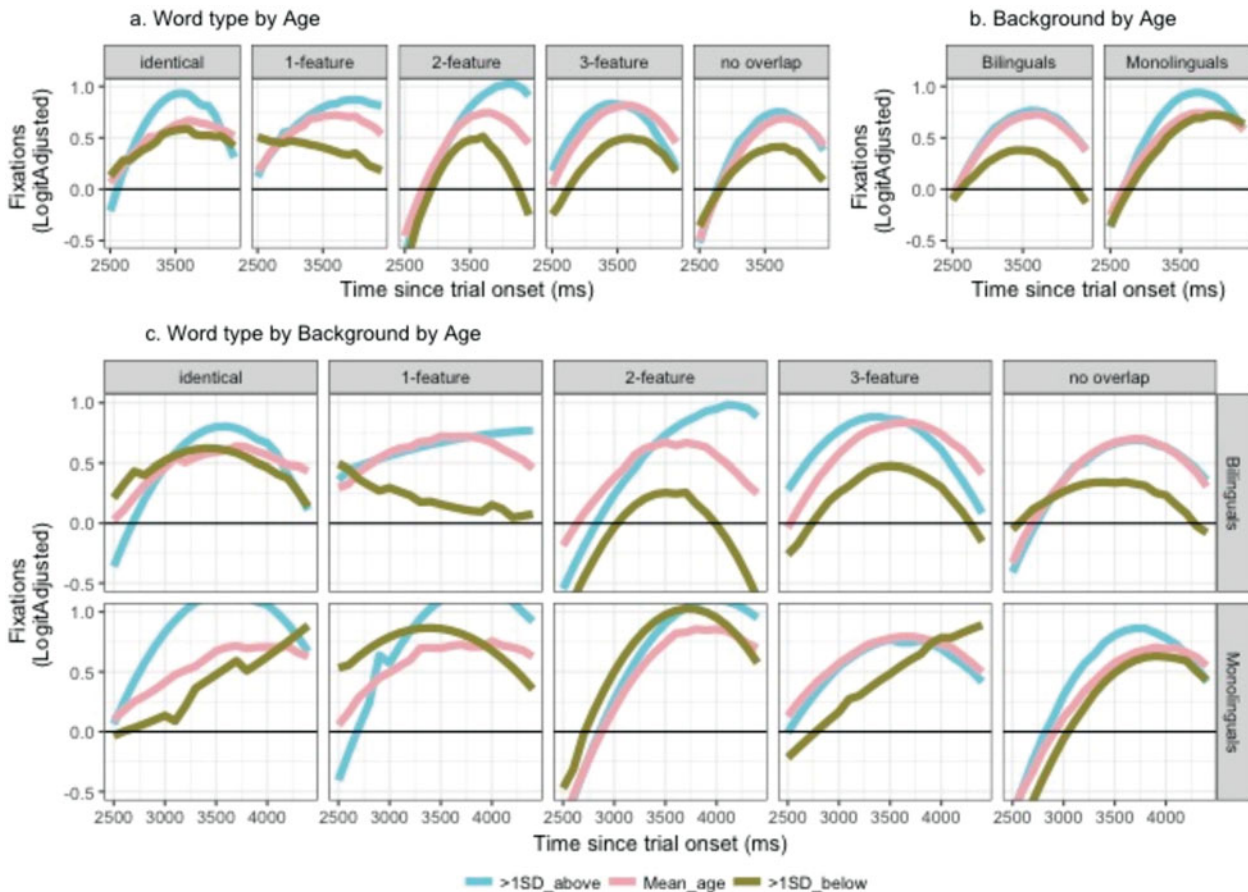 a. Word type by Age
b. Background by Age
identical 1-feature 2-feature 3-feature no overlap
Bilinguals Monolinguals
1.0
0.5
0.0
-0.5
Fixations
(LogitAdjusted)
2500 3500 2500 3500 2500 3500 2500 3500 2500 3500
Time since trial onset (ms)
1.0
0.5
0.0
-0.5
Fixations
(LogitAdjusted)
2500 3500 2500 3500
Time since trial onset (ms)
c. Word type by Background by Age
identical 1-feature 2-feature 3-feature no overlap
1.0
0.5
0.0
-0.5
Bilinguals
Fixations
(LogitAdjusted)
1.0
0.5
0.0
-0.5
Monolinguals
2500 3000 3500 4000 2500 3000 3500 4000 2500 3000 3500 4000 2500 3000 3500 4000 2500 3000 3500 4000
Time since trial onset (ms)
>1SD_above Mean_age >1SD_below